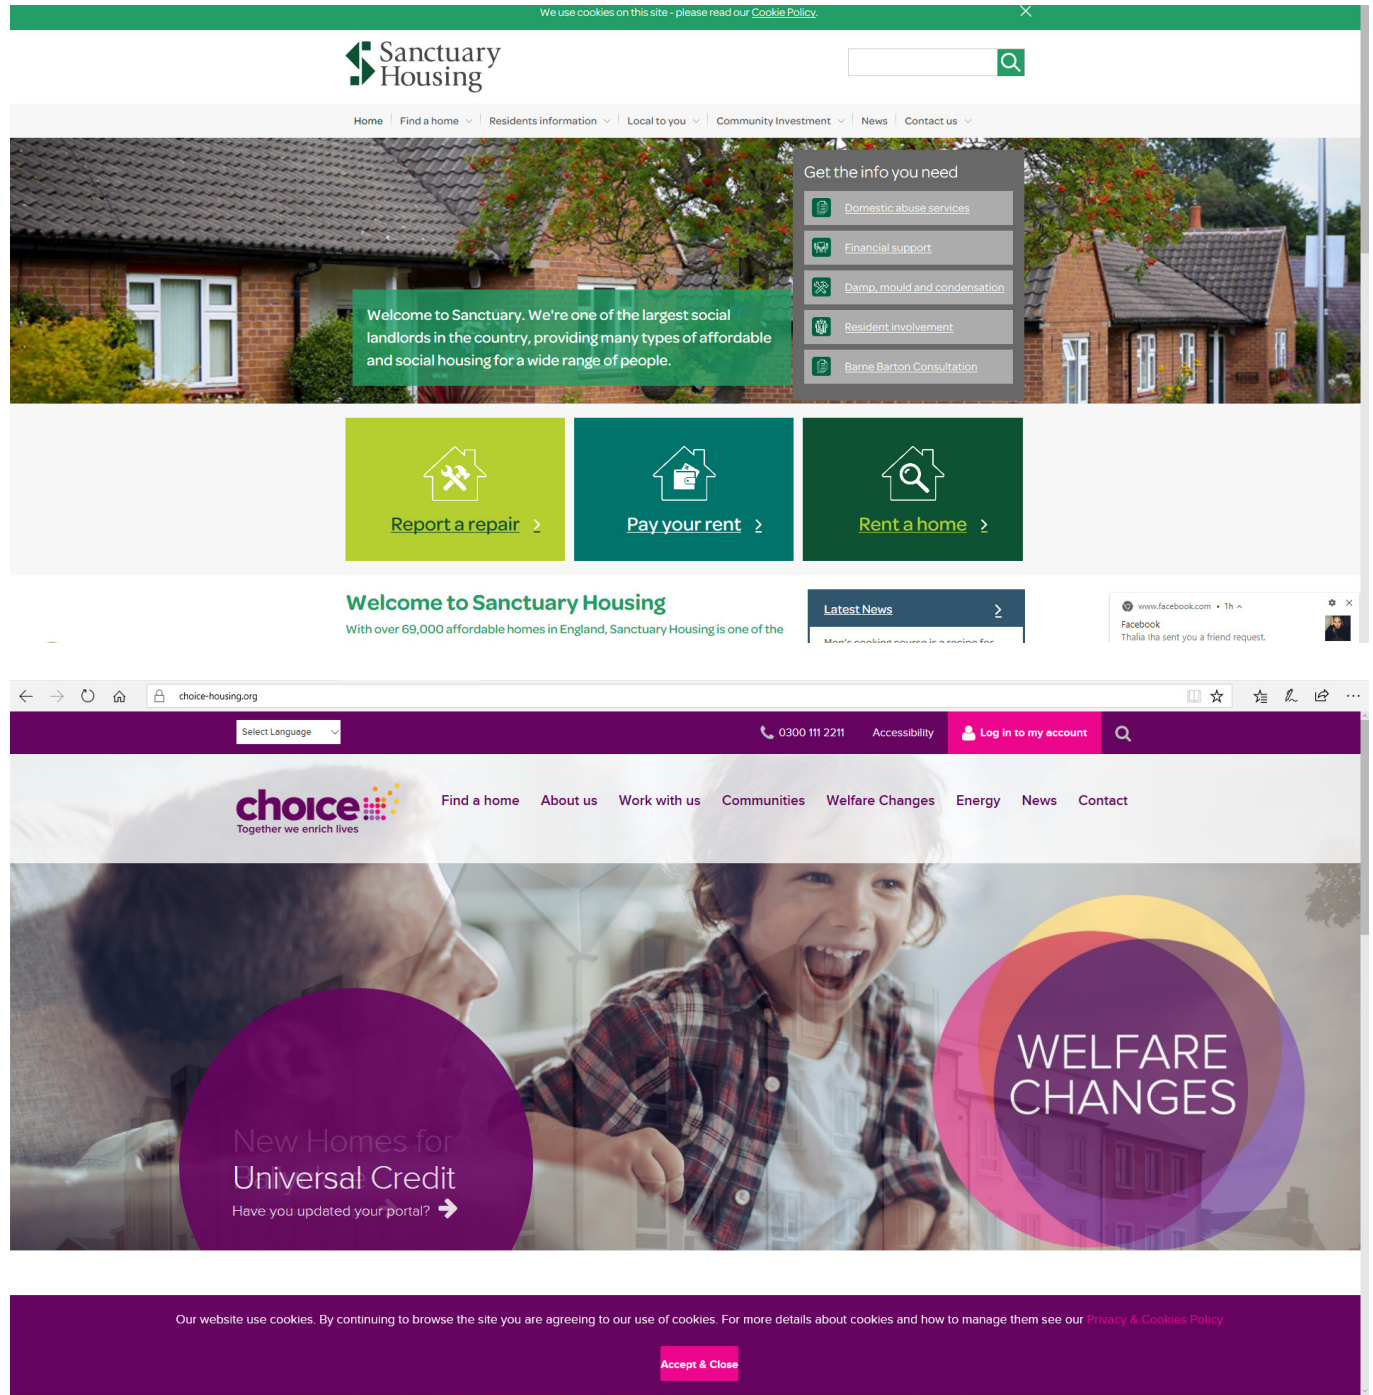 We use cookies on this site - please read our Cookie Policy.
Sanctuary
Housing
Home Find a home Residents information Local to you Community Investment News Contact us
Get the info you need
Domestic abuse services
Financial support
Damp, mould and condensation
Resident involvement
Barne Barton Consultation
Welcome to Sanctuary. We're one of the largest social
landlords in the country, providing many types of affordable
and social housing for a wide range of people.
Report a repair
Pay your rent
Rent a home
Welcome to Sanctuary Housing
With over 69,000 affordable homes in England, Sanctuary Housing is one of the
Latest News
Men's cooking course is a recipe for
www.facebook.com • 1h
Facebook
Thalia Iha sent you a friend request.
choice-housing.org
Select Language
0300 111 2211 Accessibility Log in to my account
choice
Together we enrich lives
Find a home About us Work with us Communities Welfare Changes Energy News Contact
WELFARE
CHANGES
New Homes for
Universal Credit
Have you updated your portal?
Our website use cookies. By continuing to browse the site you are agreeing to our use of cookies. For more details about cookies and how to manage them see our Privacy & Cookies Policy
Accept & Close